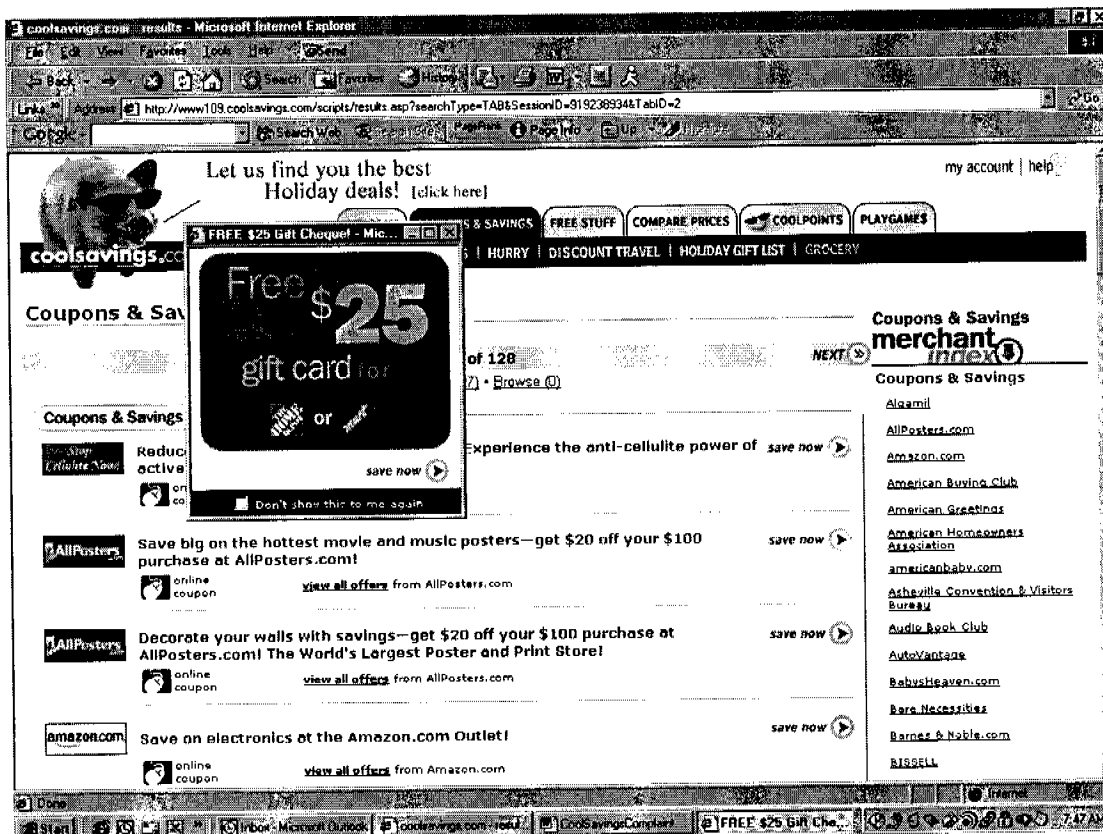 coolsavings.com - results - Microsoft Internet Explorer
File Edit View Favorites Tools Help Send
Back Search Favorites History
Links Address http://www109.coolsavings.com/scripts/results.asp?searchType=TAB&SessionID=919238934&TabID=2 Go
Google Search Web PageRank Page Info Up
Let us find you the best
Holiday deals! [click here]
my account | help
S & SAVINGS FREE STUFF COMPARE PRICES COOLPOINTS PLAYGAMES
coolsavings.co
HURRY | DISCOUNT TRAVEL | HOLIDAY GIFT LIST | GROCERY
FREE $25 Gift Cheque! - Mic...
Free
$25
gift card for
or
save now
Don't show this to me again
Coupons & Sav
of 128
NEXT
7) • Browse (0)
Coupons & Savings
Stop
Cellulite Now!
Reduc
Experience the anti-cellulite power of
save now
active
on
co
AllPosters
Save big on the hottest movie and music posters—get $20 off your $100
purchase at AllPosters.com!
save now
online
coupon
view all offers from AllPosters.com
AllPosters
Decorate your walls with savings—get $20 off your $100 purchase at
AllPosters.com! The World's Largest Poster and Print Store!
save now
online
coupon
view all offers from AllPosters.com
amazon.com
Save on electronics at the Amazon.com Outlet!
save now
online
coupon
view all offers from Amazon.com
Coupons & Savings
merchant
index
Coupons & Savings
Algamil
AllPosters.com
Amazon.com
American Buying Club
American Greetings
American Homeowners
Association
americanbaby.com
Asheville Convention & Visitors
Bureau
Audio Book Club
AutoVantage
BabysHeaven.com
Bare Necessities
Barnes & Noble.com
BISSELL
Done
Internet
Start Inbox - Microsoft Outlook coolsavings.com - resul... CoolSavingsComplaint FREE $25 Gift Che... 7:47 AM